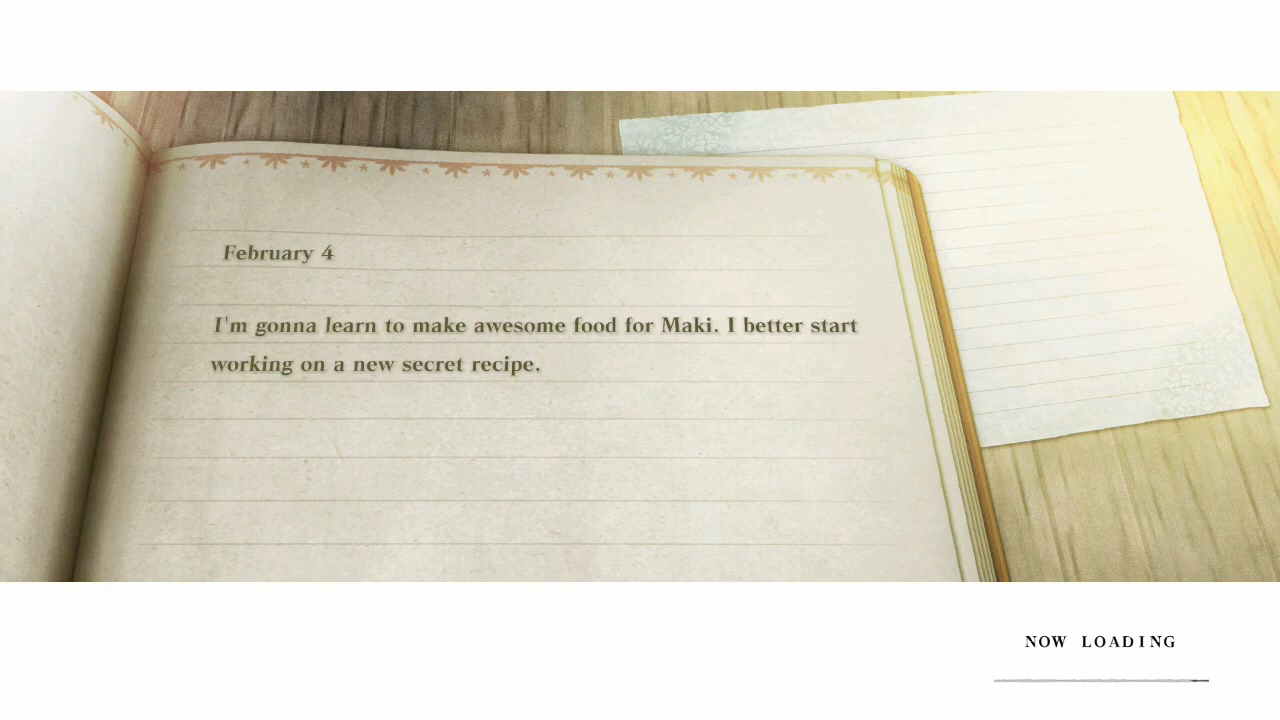 February 4
I'm gonna learn to make awesome food for Maki. I better start
working on a new secret recipe.
NOW LOADING